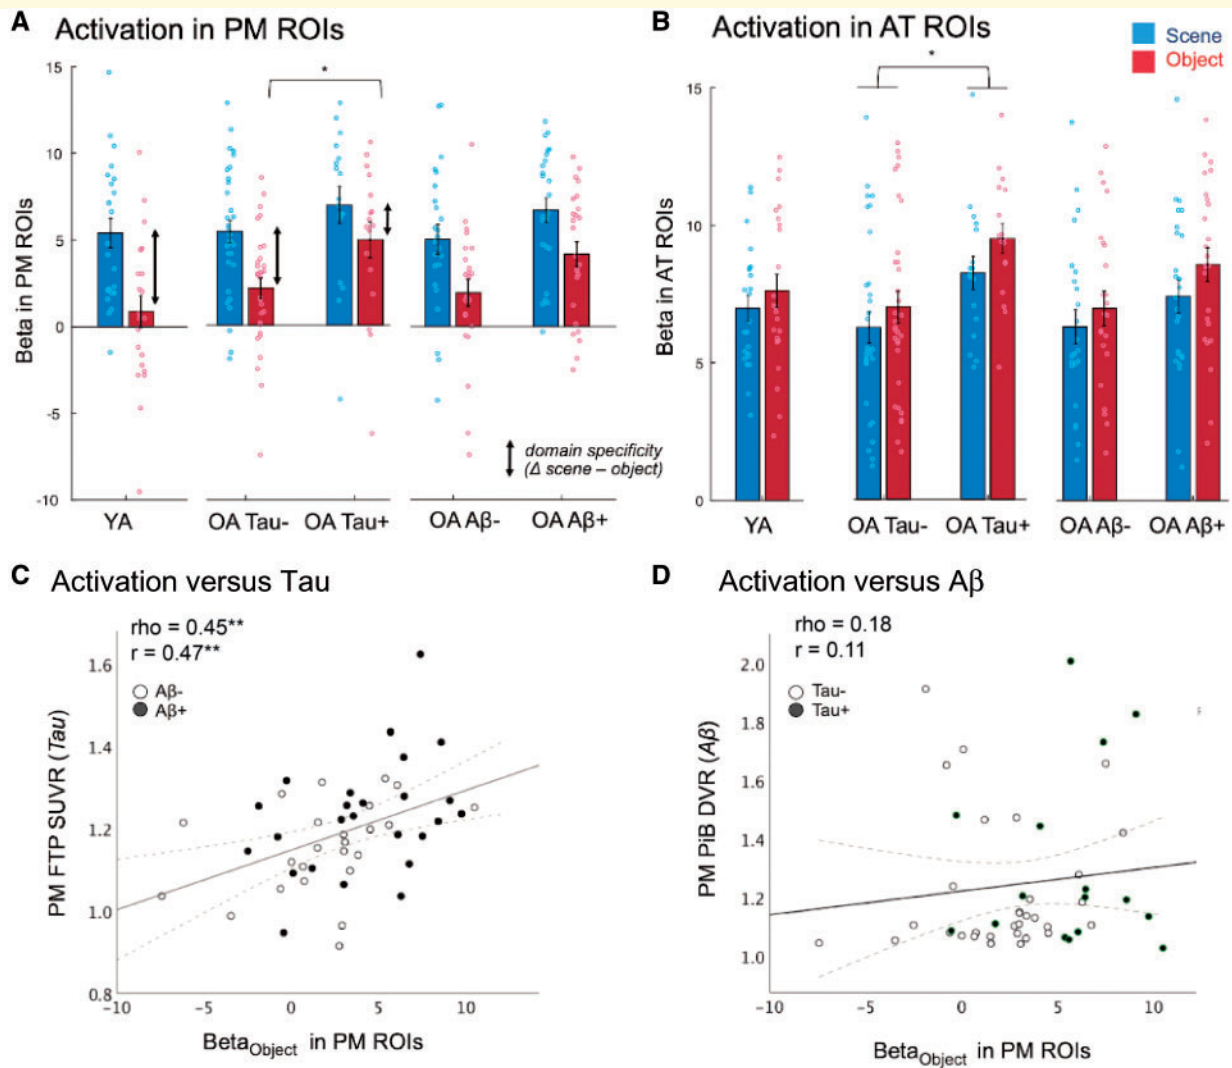 A Activation in PM ROIs
*
Beta in PM ROIs
15
10
5
0
-5
-10
domain specificity
(Δ scene – object)
YA
OA Tau-
OA Tau+
OA Aβ-
OA Aβ+
B Activation in AT ROIs
Scene
Object
*
Beta in AT ROIs
15
10
5
0
YA
OA Tau-
OA Tau+
OA Aβ-
OA Aβ+
C Activation versus Tau
rho = 0.45**
r = 0.47**
Aβ-
Aβ+
PM FTP SUVR (Tau)
1.6
1.4
1.2
1.0
0.8
−10
−5
0
5
10
BetaObject in PM ROIs
D Activation versus Aβ
rho = 0.18
r = 0.11
Tau-
Tau+
PM PiB DVR (Aβ)
2.0
1.8
1.6
1.4
1.2
1.0
−10
−5
0
5
10
BetaObject in PM ROIs